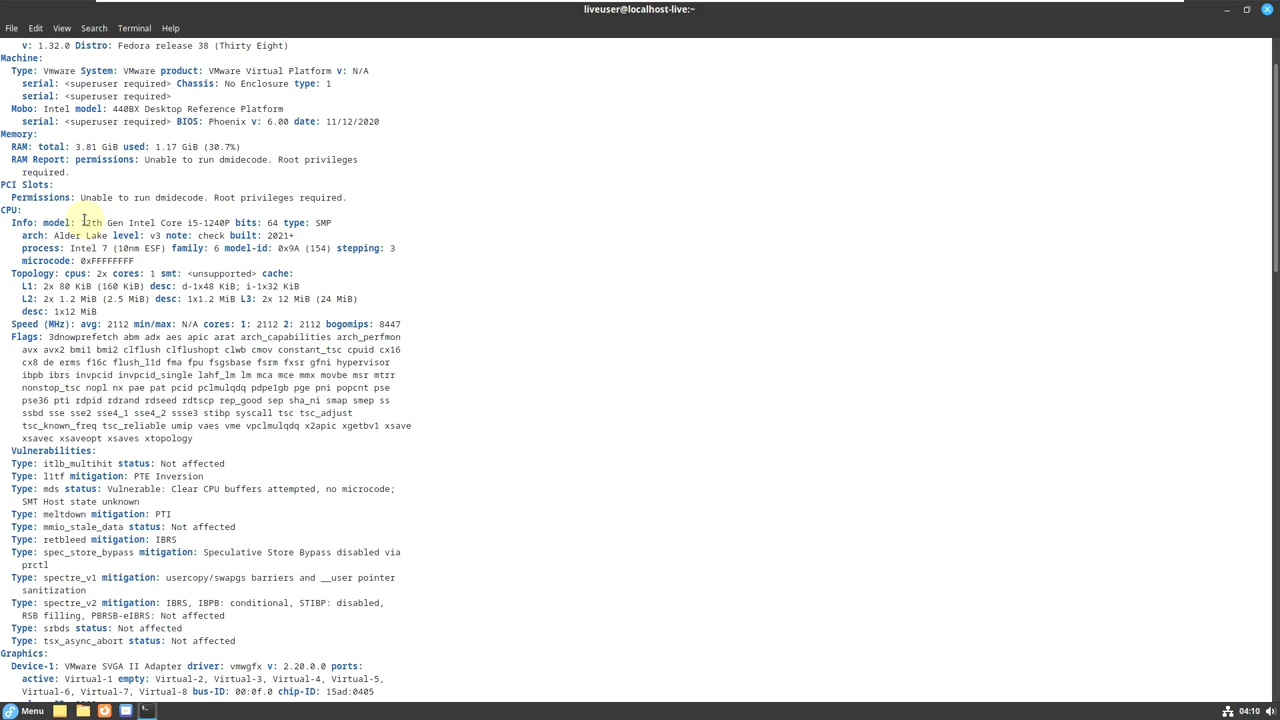 liveuser@localhost-live:~
File Edit View Search Terminal Help
v: 1.32.0 Distro: Fedora release 38 (Thirty Eight)
Machine:
Type: Vmware System: VMware product: VMware Virtual Platform v: N/A
serial: <superuser required> Chassis: No Enclosure type: 1
serial: <superuser required>
Mobo: Intel model: 440BX Desktop Reference Platform
serial: <superuser required> BIOS: Phoenix v: 6.00 date: 11/12/2020
Memory:
RAM: total: 3.81 GiB used: 1.17 GiB (30.7%)
RAM Report: permissions: Unable to run dmidecode. Root privileges
required.
PCI Slots:
Permissions: Unable to run dmidecode. Root privileges required.
CPU:
Info: model: 12th Gen Intel Core i5-1240P bits: 64 type: SMP
arch: Alder Lake level: v3 note: check built: 2021+
process: Intel 7 (10nm ESF) family: 6 model-id: 0x9A (154) stepping: 3
microcode: 0xFFFFFFFF
Topology: cpus: 2x cores: 1 smt: <unsupported> cache:
L1: 2x 80 KiB (160 KiB) desc: d-1x48 KiB; i-1x32 KiB
L2: 2x 1.2 MiB (2.5 MiB) desc: 1x1.2 MiB L3: 2x 12 MiB (24 MiB)
desc: 1x12 MiB
Speed (MHz): avg: 2112 min/max: N/A cores: 1: 2112 2: 2112 bogomips: 8447
Flags: 3dnowprefetch abm adx aes apic arat arch_capabilities arch_perfmon
avx avx2 bmi1 bmi2 clflush clflushopt clwb cmov constant_tsc cpuid cx16
cx8 de erms f16c flush_l1d fma fpu fsgsbase fsrm fxsr gfni hypervisor
ibpb ibrs invpcid invpcid_single lahf_lm lm mca mce mmx movbe msr mtrr
nonstop_tsc nopl nx pae pat pcid pclmulqdq pdpe1gb pge pni popcnt pse
pse36 pti rdpid rdrand rdseed rdtscp rep_good sep sha_ni smap smep ss
ssbd sse sse2 sse4_1 sse4_2 ssse3 stibp syscall tsc tsc_adjust
tsc_known_freq tsc_reliable umip vaes vme vpclmulqdq x2apic xgetbv1 xsave
xsavec xsaveopt xsaves xtopology
Vulnerabilities:
Type: itlb_multihit status: Not affected
Type: l1tf mitigation: PTE Inversion
Type: mds status: Vulnerable: Clear CPU buffers attempted, no microcode;
SMT Host state unknown
Type: meltdown mitigation: PTI
Type: mmio_stale_data status: Not affected
Type: retbleed mitigation: IBRS
Type: spec_store_bypass mitigation: Speculative Store Bypass disabled via
prctl
Type: spectre_v1 mitigation: usercopy/swapgs barriers and __user pointer
sanitization
Type: spectre_v2 mitigation: IBRS, IBPB: conditional, STIBP: disabled,
RSB filling, PBRSB-eIBRS: Not affected
Type: srbds status: Not affected
Type: tsx_async_abort status: Not affected
Graphics:
Device-1: VMware SVGA II Adapter driver: vmwgfx v: 2.20.0.0 ports:
active: Virtual-1 empty: Virtual-2, Virtual-3, Virtual-4, Virtual-5,
Virtual-6, Virtual-7, Virtual-8 bus-ID: 00:0f.0 chip-ID: 15ad:0405
Menu
04:10